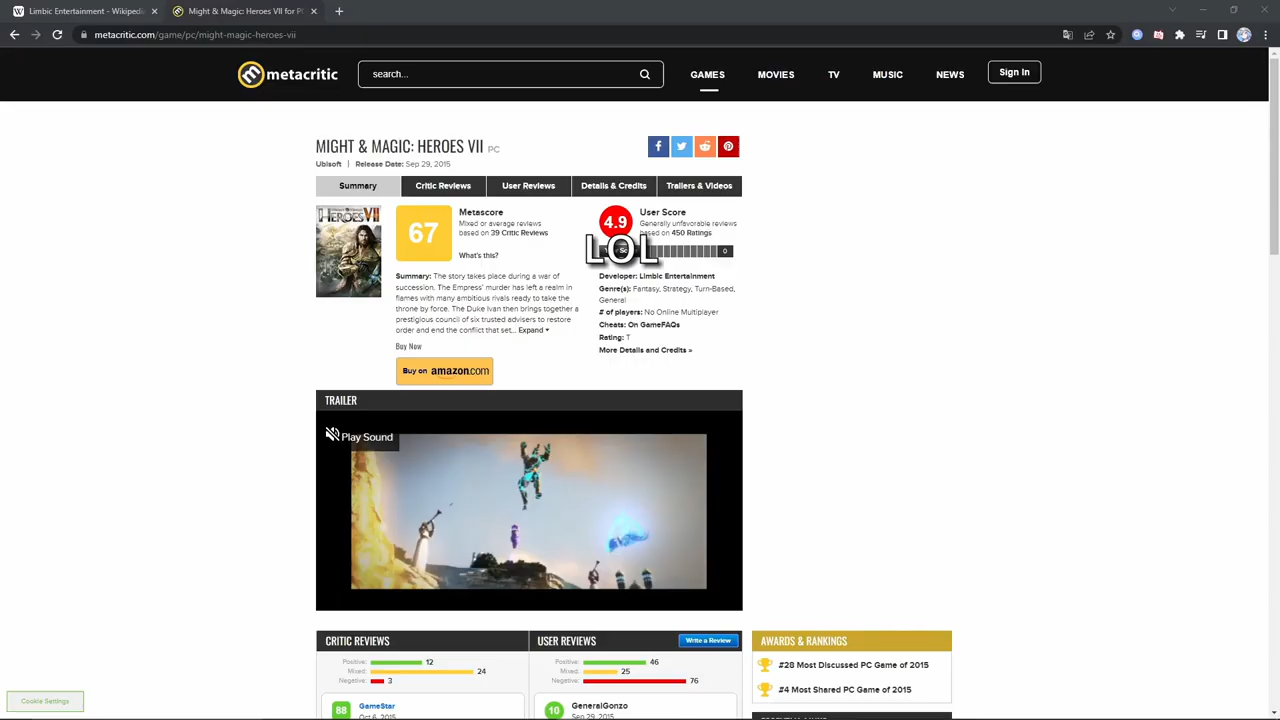 Limbic Entertainment - Wikipedi
Might & Magic: Heroes VII for PC
metacritic.com/game/pc/might-magic-heroes-vii
metacritic
search...
GAMES
MOVIES
TV
MUSIC
NEWS
Sign In
MIGHT & MAGIC: HEROES VII PC
Ubisoft | Release Date: Sep 29, 2015
Summary
Critic Reviews
User Reviews
Details & Credits
Trailers & Videos
HEROES VII
67
Metascore
Mixed or average reviews
based on 39 Critic Reviews
What's this?
Summary: The story takes place during a war of
succession. The Empress' murder has left a realm in
flames with many ambitious rivals ready to take the
throne by force. The Duke Ivan then brings together a
prestigious council of six trusted advisers to restore
order and end the conflict that set... Expand
Buy Now
Buy on amazon.com
4.9
User Score
Generally unfavorable reviews
based on 450 Ratings
LOL
0
Developer: Limbic Entertainment
Genre(s): Fantasy, Strategy, Turn-Based,
General
# of players: No Online Multiplayer
Cheats: On GameFAQs
Rating: T
More Details and Credits »
TRAILER
Play Sound
CRITIC REVIEWS
Positive: 12
Mixed: 24
Negative: 3
88
GameStar
Oct 6, 2015
USER REVIEWS
Write a Review
Positive: 46
Mixed: 25
Negative: 76
10
GeneralGonzo
Sep 29, 2015
AWARDS & RANKINGS
#28 Most Discussed PC Game of 2015
#4 Most Shared PC Game of 2015
Cookie Settings